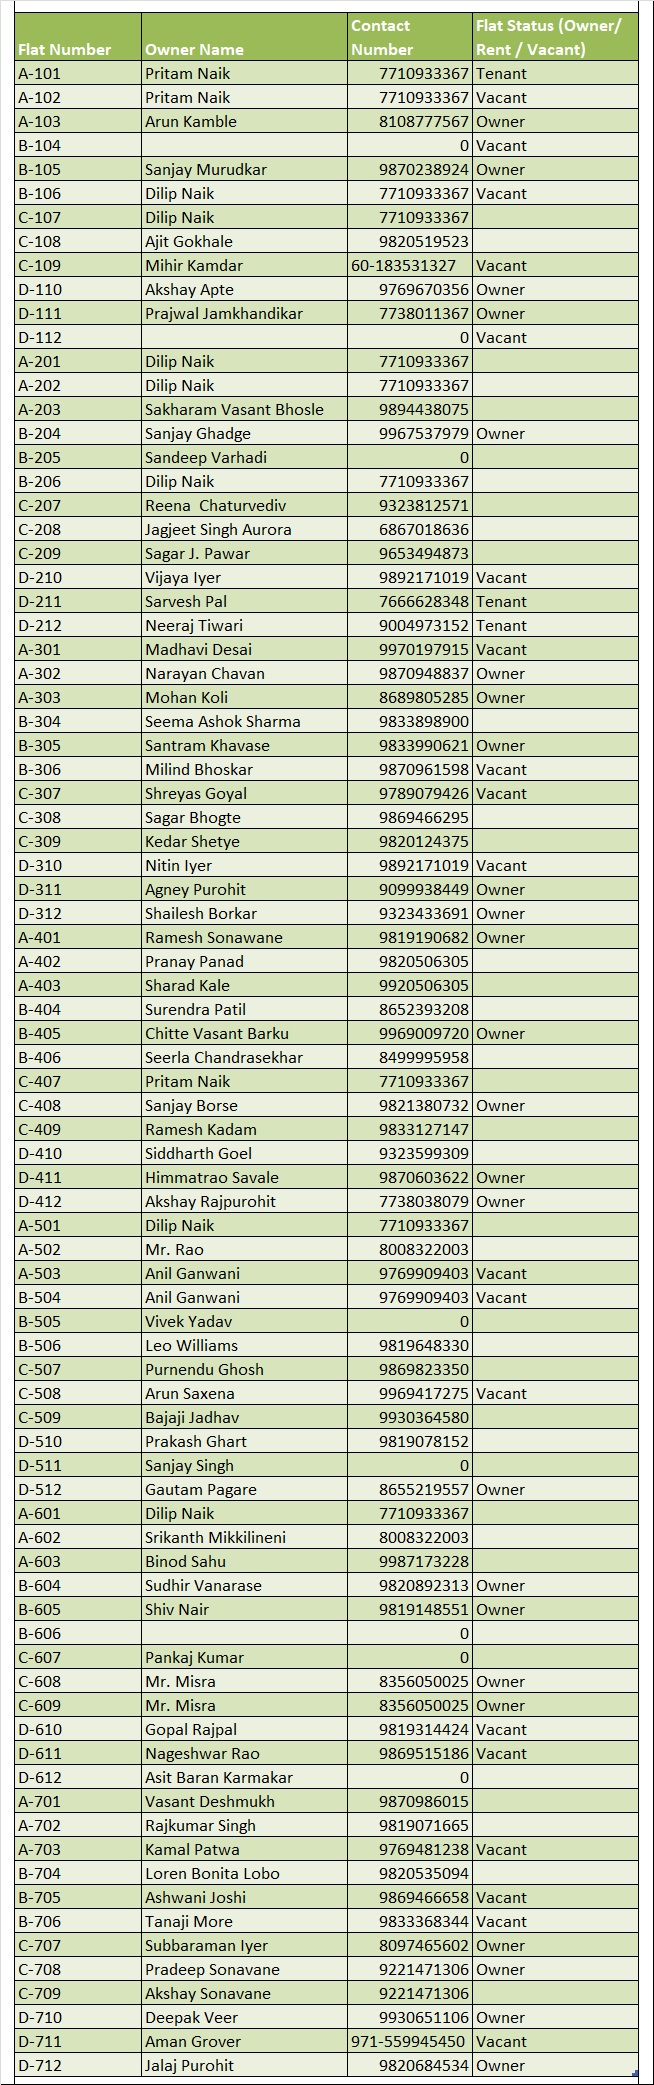 Flat Number Owner Name Contact Number Flat Status (Owner/ Rent / Vacant)
A-101 Pritam Naik 7710933367 Tenant
A-102 Pritam Naik 7710933367 Vacant
A-103 Arun Kamble 8108777567 Owner
B-104 0 Vacant
B-105 Sanjay Murudkar 9870238924 Owner
B-106 Dilip Naik 7710933367 Vacant
C-107 Dilip Naik 7710933367
C-108 Ajit Gokhale 9820519523
C-109 Mihir Kamdar 60-183531327 Vacant
D-110 Akshay Apte 9769670356 Owner
D-111 Prajwal Jamkhandikar 7738011367 Owner
D-112 0 Vacant
A-201 Dilip Naik 7710933367
A-202 Dilip Naik 7710933367
A-203 Sakharam Vasant Bhosle 9894438075
B-204 Sanjay Ghadge 9967537979 Owner
B-205 Sandeep Varhadi 0
B-206 Dilip Naik 7710933367
C-207 Reena  Chaturvediv 9323812571
C-208 Jagjeet Singh Aurora 6867018636
C-209 Sagar J. Pawar 9653494873
D-210 Vijaya Iyer 9892171019 Vacant
D-211 Sarvesh Pal 7666628348 Tenant
D-212 Neeraj Tiwari 9004973152 Tenant
A-301 Madhavi Desai 9970197915 Vacant
A-302 Narayan Chavan 9870948837 Owner
A-303 Mohan Koli 8689805285 Owner
B-304 Seema Ashok Sharma 9833898900
B-305 Santram Khavase 9833990621 Owner
B-306 Milind Bhoskar 9870961598 Vacant
C-307 Shreyas Goyal 9789079426 Vacant
C-308 Sagar Bhogte 9869466295
C-309 Kedar Shetye 9820124375
D-310 Nitin Iyer 9892171019 Vacant
D-311 Agney Purohit 9099938449 Owner
D-312 Shailesh Borkar 9323433691 Owner
A-401 Ramesh Sonawane 9819190682 Owner
A-402 Pranay Panad 9820506305
A-403 Sharad Kale 9920506305
B-404 Surendra Patil 8652393208
B-405 Chitte Vasant Barku 9969009720 Owner
B-406 Seerla Chandrasekhar 8499995958
C-407 Pritam Naik 7710933367
C-408 Sanjay Borse 9821380732 Owner
C-409 Ramesh Kadam 9833127147
D-410 Siddharth Goel 9323599309
D-411 Himmatrao Savale 9870603622 Owner
D-412 Akshay Rajpurohit 7738038079 Owner
A-501 Dilip Naik 7710933367
A-502 Mr. Rao 8008322003
A-503 Anil Ganwani 9769909403 Vacant
B-504 Anil Ganwani 9769909403 Vacant
B-505 Vivek Yadav 0
B-506 Leo Williams 9819648330
C-507 Purnendu Ghosh 9869823350
C-508 Arun Saxena 9969417275 Vacant
C-509 Bajaji Jadhav 9930364580
D-510 Prakash Ghart 9819078152
D-511 Sanjay Singh 0
D-512 Gautam Pagare 8655219557 Owner
A-601 Dilip Naik 7710933367
A-602 Srikanth Mikkilineni 8008322003
A-603 Binod Sahu 9987173228
B-604 Sudhir Vanarase 9820892313 Owner
B-605 Shiv Nair 9819148551 Owner
B-606 0
C-607 Pankaj Kumar 0
C-608 Mr. Misra 8356050025 Owner
C-609 Mr. Misra 8356050025 Owner
D-610 Gopal Rajpal 9819314424 Vacant
D-611 Nageshwar Rao 9869515186 Vacant
D-612 Asit Baran Karmakar 0
A-701 Vasant Deshmukh 9870986015
A-702 Rajkumar Singh 9819071665
A-703 Kamal Patwa 9769481238 Vacant
B-704 Loren Bonita Lobo 9820535094
B-705 Ashwani Joshi 9869466658 Vacant
B-706 Tanaji More 9833368344 Vacant
C-707 Subbaraman Iyer 8097465602 Owner
C-708 Pradeep Sonavane 9221471306 Owner
C-709 Akshay Sonavane 9221471306
D-710 Deepak Veer 9930651106 Owner
D-711 Aman Grover 971-559945450 Vacant
D-712 Jalaj Purohit 9820684534 Owner